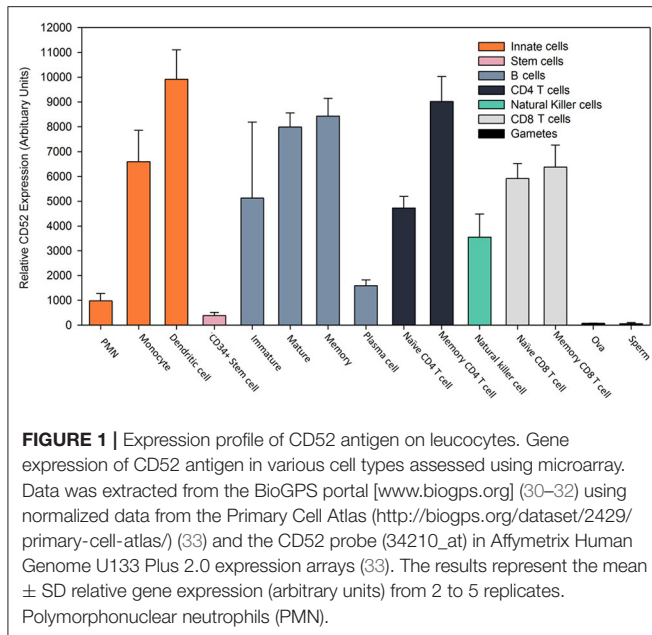 12000
11000
10000
9000
8000
7000
6000
5000
4000
3000
2000
1000
0
Relative CD52 Expression (Arbituary Units)
Innate cells
Stem cells
B cells
CD4 T cells
Natural Killer cells
CD8 T cells
Gametes
PMN
Monocyte
Dendritic cell
CD34+ Stem cell
Immature
Mature
Memory
Plasma cell
Naïve CD4 T cell
Memory CD4 T cell
Natural killer cell
Naïve CD8 T cell
Memory CD8 T cell
Ova
Sperm
FIGURE 1 | Expression profile of CD52 antigen on leucocytes. Gene
expression of CD52 antigen in various cell types assessed using microarray.
Data was extracted from the BioGPS portal [www.biogps.org] (30–32) using
normalized data from the Primary Cell Atlas (http://biogps.org/dataset/2429/
primary-cell-atlas/) (33) and the CD52 probe (34210_at) in Affymetrix Human
Genome U133 Plus 2.0 expression arrays (33). The results represent the mean
± SD relative gene expression (arbitrary units) from 2 to 5 replicates.
Polymorphonuclear neutrophils (PMN).